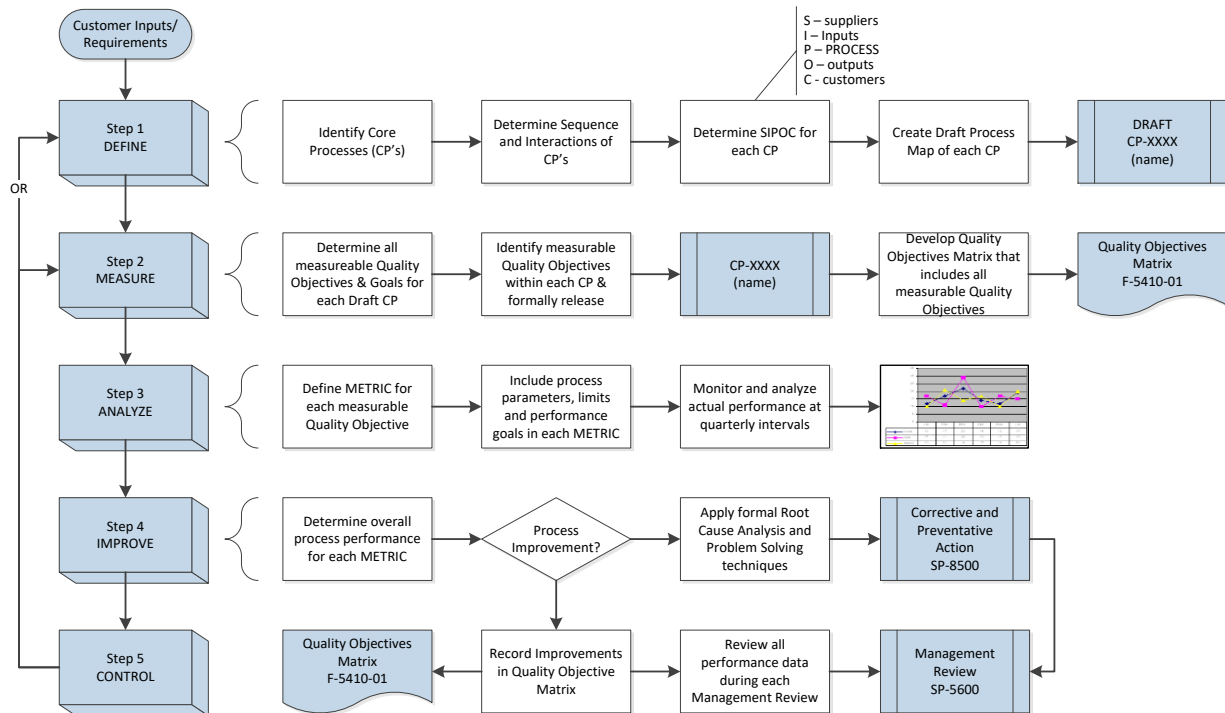 Customer Inputs/
Requirements
S – suppliers
I – Inputs
P – PROCESS
O – outputs
C - customers
Step 1
DEFINE
Identify Core
Processes (CP's)
Determine Sequence
and Interactions of
CP's
Determine SIPOC for
each CP
Create Draft Process
Map of each CP
DRAFT
CP-XXXX
(name)
OR
Step 2
MEASURE
Determine all
measureable Quality
Objectives & Goals for
each Draft CP
Identify measurable
Quality Objectives
within each CP &
formally release
CP-XXXX
(name)
Develop Quality
Objectives Matrix that
includes all
measurable Quality
Objectives
Quality Objectives
Matrix
F-5410-01
Step 3
ANALYZE
Define METRIC for
each measurable
Quality Objective
Include process
parameters, limits
and performance
goals in each METRIC
Monitor and analyze
actual performance at
quarterly intervals
Step 4
IMPROVE
Determine overall
process performance
for each METRIC
Process
Improvement?
Apply formal Root
Cause Analysis and
Problem Solving
techniques
Corrective and
Preventative
Action
SP-8500
Step 5
CONTROL
Quality Objectives
Matrix
F-5410-01
Record Improvements
in Quality Objective
Matrix
Review all
performance data
during each
Management Review
Management
Review
SP-5600